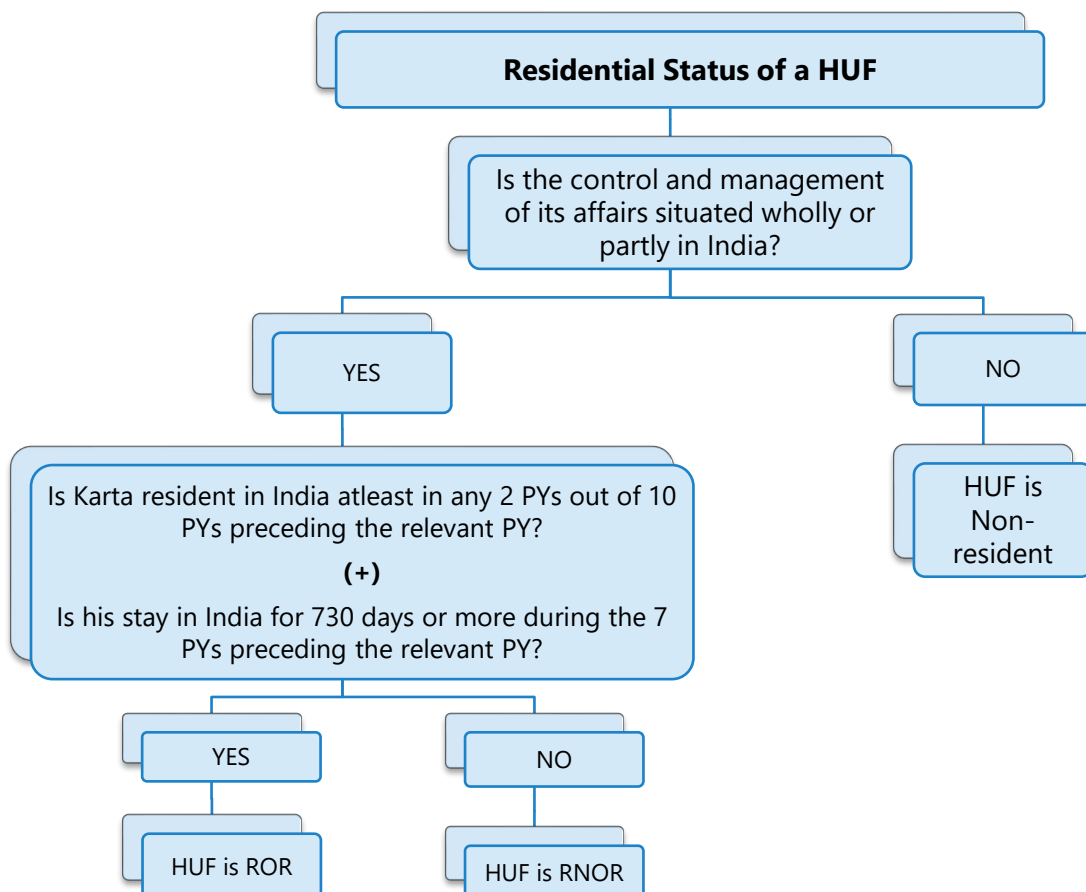 Residential Status of a HUF
Is the control and management
of its affairs situated wholly or
partly in India?
YES
NO
Is Karta resident in India atleast in any 2 PYs out of 10
PYs preceding the relevant PY?
(+)
Is his stay in India for 730 days or more during the 7
PYs preceding the relevant PY?
HUF is
Non-
resident
YES
NO
HUF is ROR
HUF is RNOR